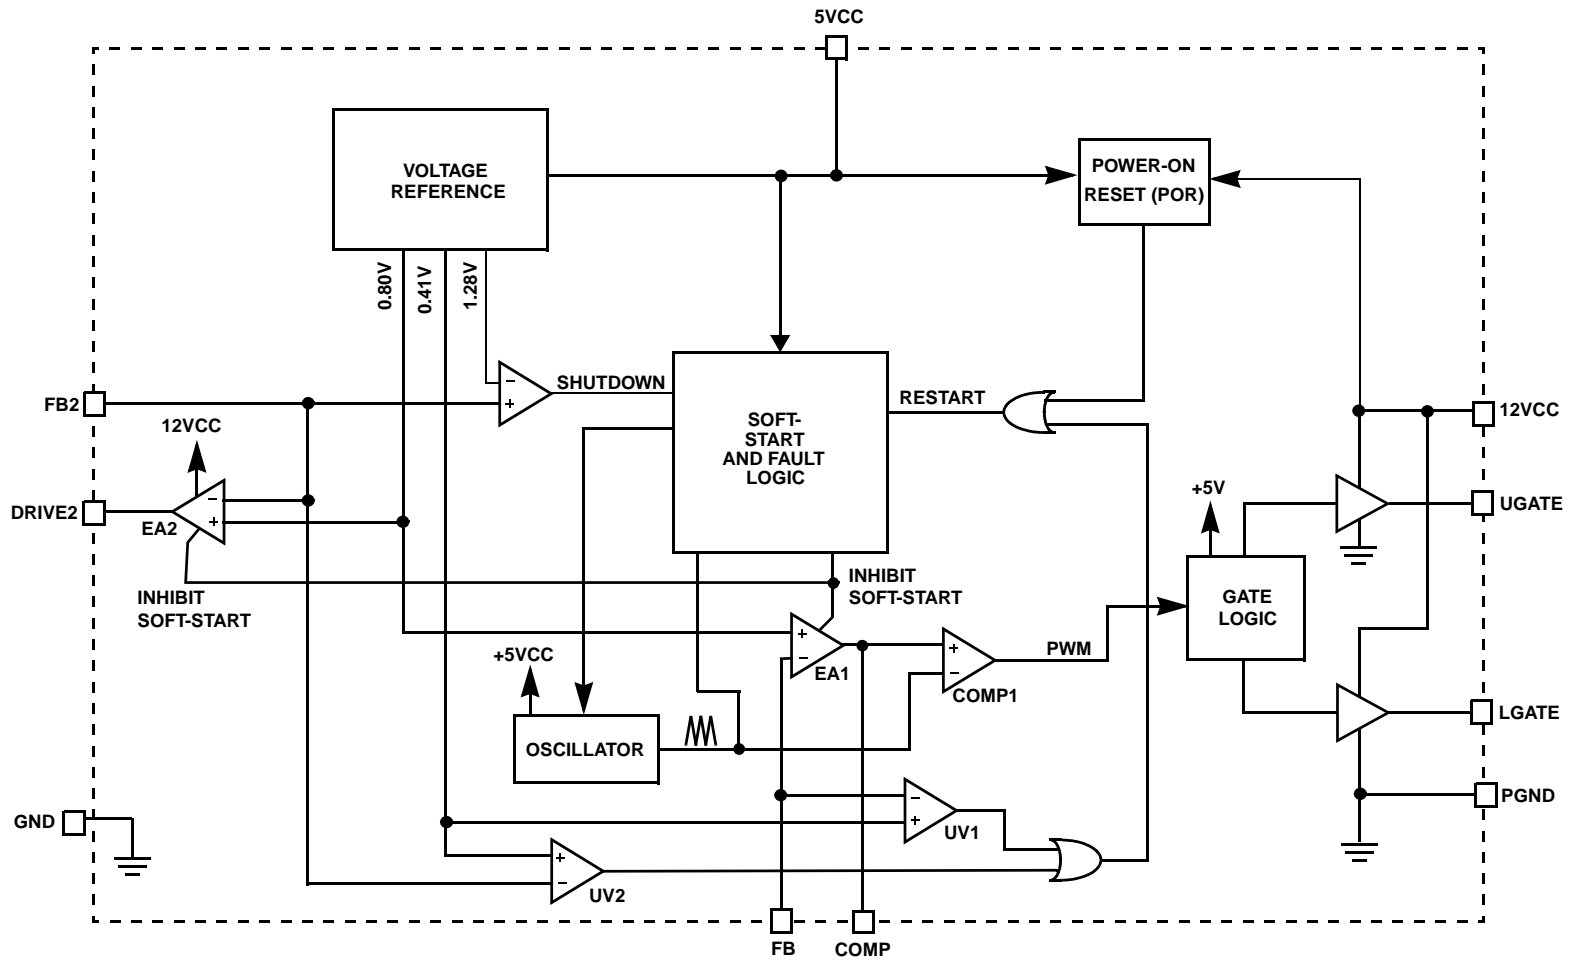 5VCC
VOLTAGE
REFERENCE
POWER-ON
RESET (POR)
0.80V
0.41V
1.28V
SHUTDOWN
RESTART
FB2
12VCC
12VCC
SOFT-
START
AND FAULT
LOGIC
DRIVE2
EA2
- 
+
-
+
+5V
UGATE
INHIBIT
SOFT-START
INHIBIT
SOFT-START
GATE
LOGIC
+
-
EA1
+5VCC
PWM
+
-
COMP1
LGATE
OSCILLATOR
PGND
GND
-
+
UV1
+
-
UV2
FB
COMP